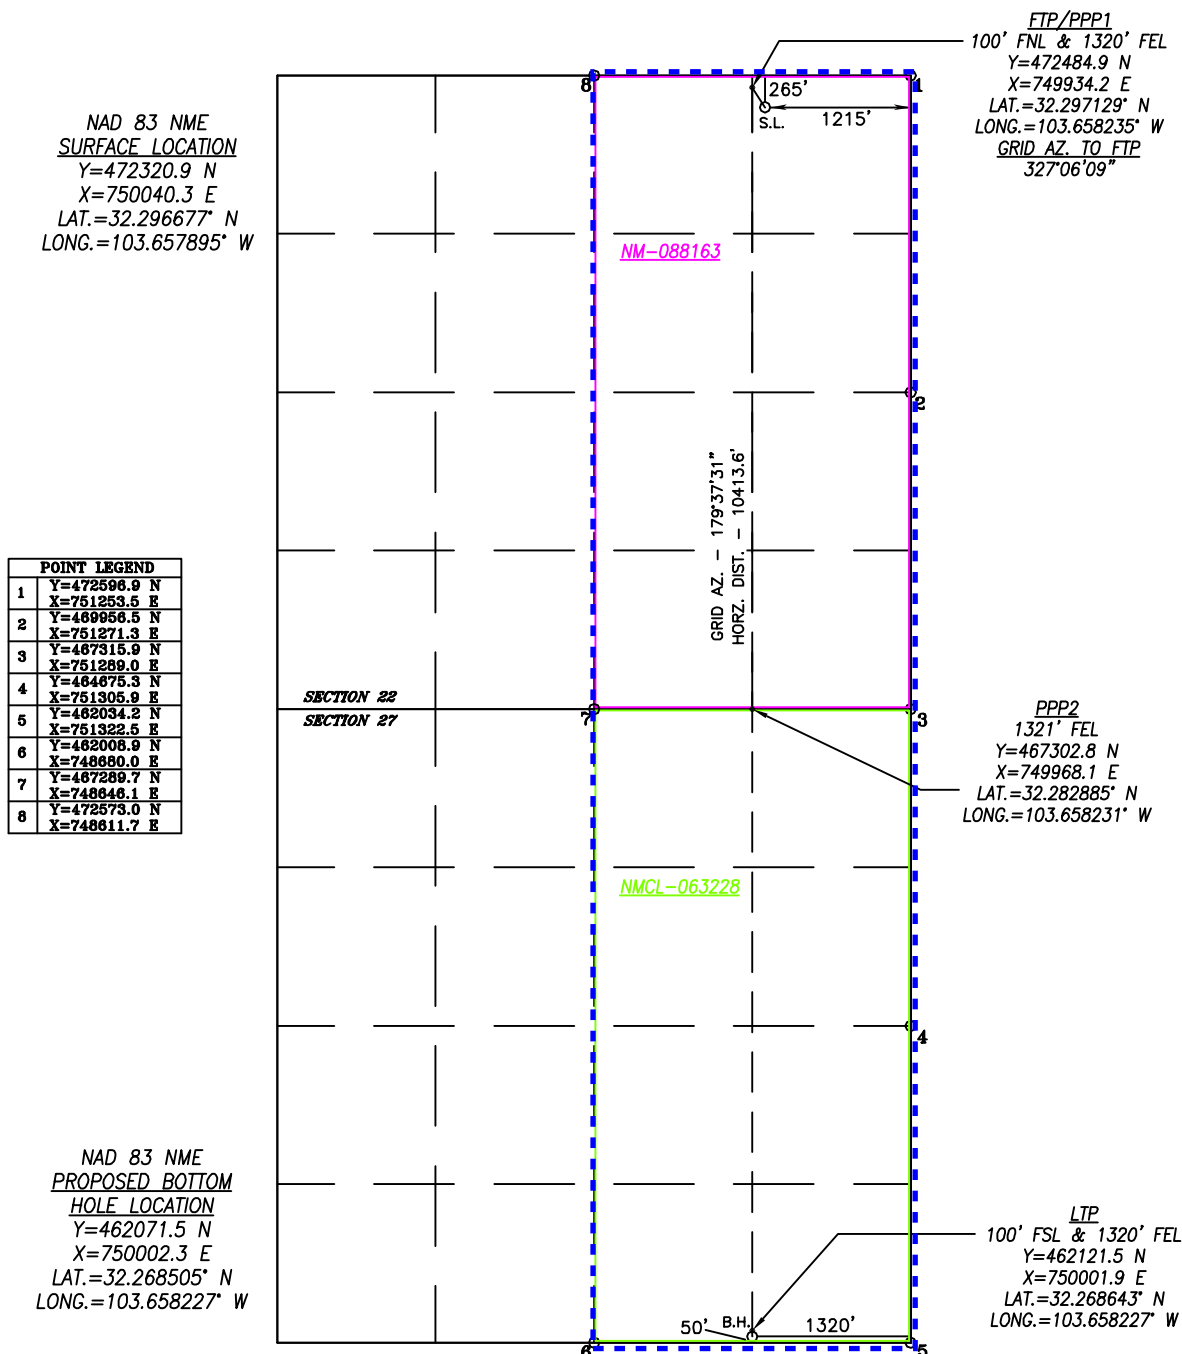 FTP/PPP1
100' FNL & 1320' FEL
Y=472484.9 N
X=749934.2 E
LAT.=32.297129° N
LONG.=103.658235° W
GRID AZ. TO FTP
327°06'09"
8
1
265'
1215'
S.L.
NAD 83 NME
SURFACE LOCATION
Y=472320.9 N
X=750040.3 E
LAT.=32.296677° N
LONG.=103.657895° W
NM-088163
2
GRID AZ. - 179°37'31"
HORZ. DIST. - 10413.6'
POINT LEGEND
1 Y=472596.9 N
X=751253.5 E
2 Y=469956.5 N
X=751271.3 E
3 Y=467315.9 N
X=751289.0 E
4 Y=464675.3 N
X=751305.9 E
5 Y=462034.2 N
X=751322.5 E
6 Y=462008.9 N
X=748680.0 E
7 Y=467289.7 N
X=748646.1 E
8 Y=472573.0 N
X=748611.7 E
SECTION 22
SECTION 27
7
3
PPP2
1321' FEL
Y=467302.8 N
X=749968.1 E
LAT.=32.282885° N
LONG.=103.658231° W
NMCL-063228
4
NAD 83 NME
PROPOSED BOTTOM
HOLE LOCATION
Y=462071.5 N
X=750002.3 E
LAT.=32.268505° N
LONG.=103.658227° W
LTP
100' FSL & 1320' FEL
Y=462121.5 N
X=750001.9 E
LAT.=32.268643° N
LONG.=103.658227° W
50'
B.H.
1320'
6
5